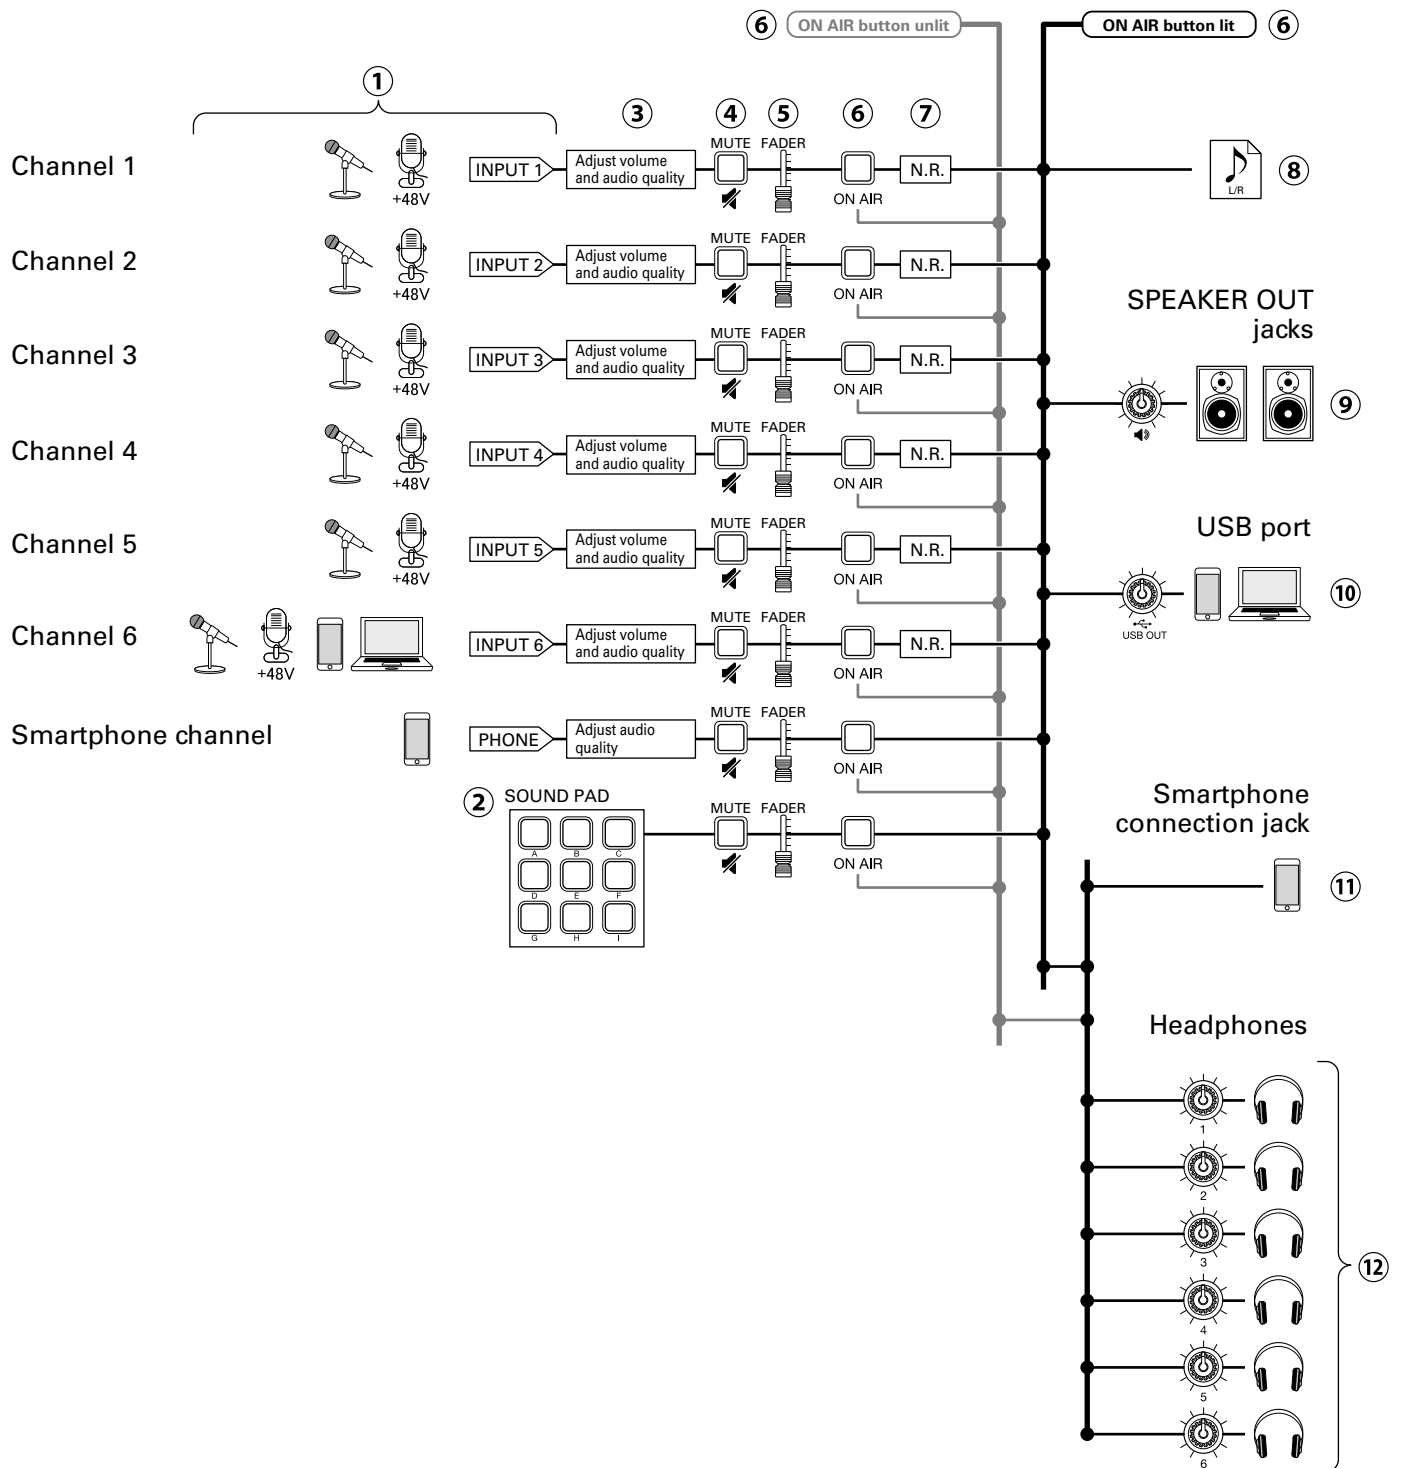 6 ON AIR button unlit ON AIR button lit 6
1
3 4 5 6 7
Channel 1 +48V INPUT 1 Adjust volume and audio quality MUTE FADER ON AIR N.R. L/R 8
Channel 2 +48V INPUT 2 Adjust volume and audio quality MUTE FADER ON AIR N.R.
SPEAKER OUT
jacks
Channel 3 +48V INPUT 3 Adjust volume and audio quality MUTE FADER ON AIR N.R.
9
Channel 4 +48V INPUT 4 Adjust volume and audio quality MUTE FADER ON AIR N.R.
USB port
Channel 5 +48V INPUT 5 Adjust volume and audio quality MUTE FADER ON AIR N.R.
USB OUT 10
Channel 6 +48V INPUT 6 Adjust volume and audio quality MUTE FADER ON AIR N.R.
Smartphone channel PHONE Adjust audio quality MUTE FADER ON AIR
2 SOUND PAD MUTE FADER ON AIR
A B C
D E F
G H I
Smartphone
connection jack
11
Headphones
1
2
3
12
4
5
6